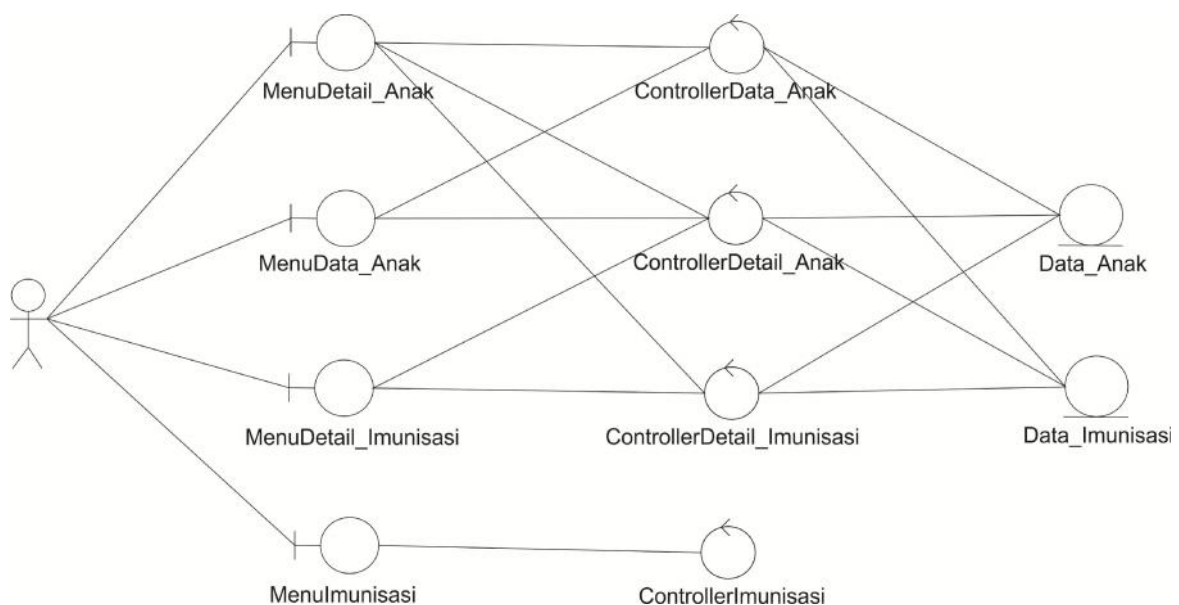 MenuDetail_Anak
ControllerData_Anak
MenuData_Anak
ControllerDetail_Anak
Data_Anak
MenuDetail_Imunisasi
ControllerDetail_Imunisasi
Data_Imunisasi
MenuImunisasi
ControllerImunisasi